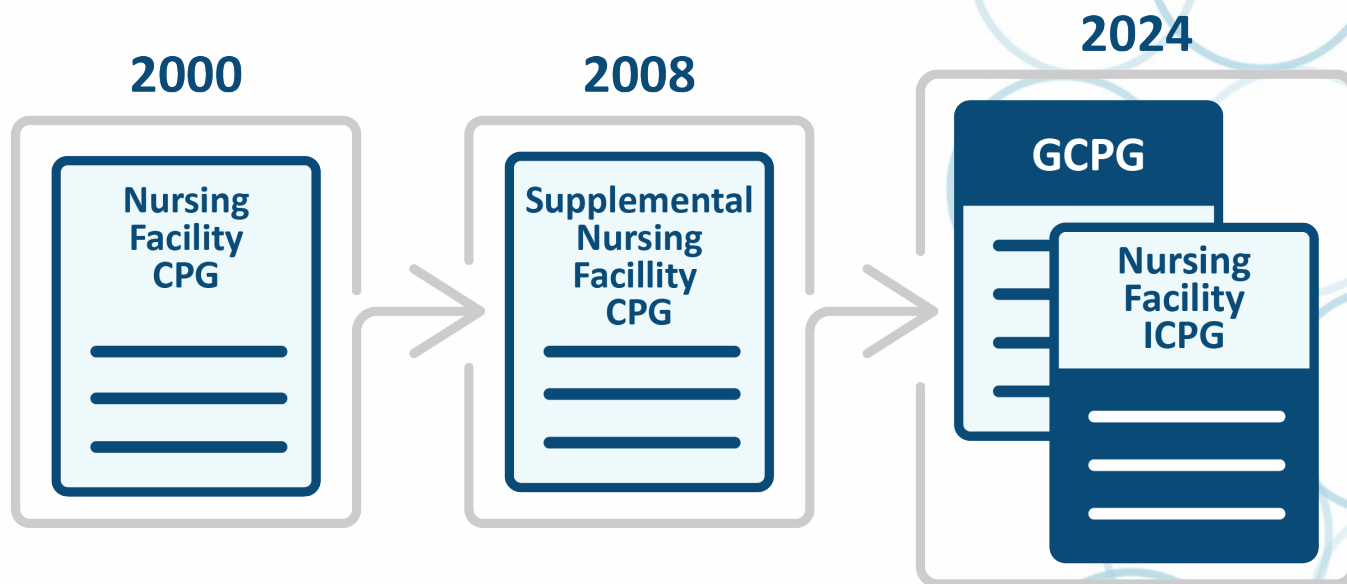 2000
Nursing
Facility
CPG
2008
Supplemental
Nursing
Facillity
CPG
2024
GCPG
Nursing
Facility
ICPG